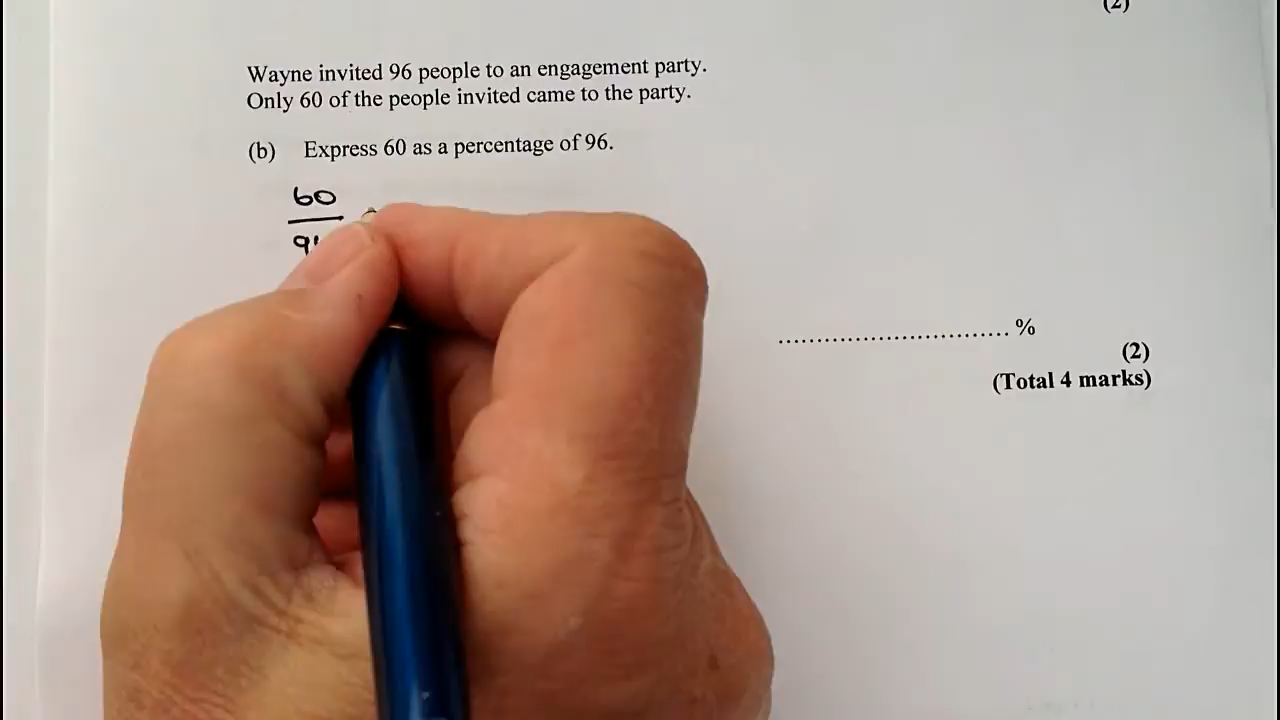 (2)
Wayne invited 96 people to an engagement party.
Only 60 of the people invited came to the party.
(b) Express 60 as a percentage of 96.
60
............................... %
(2)
(Total 4 marks)